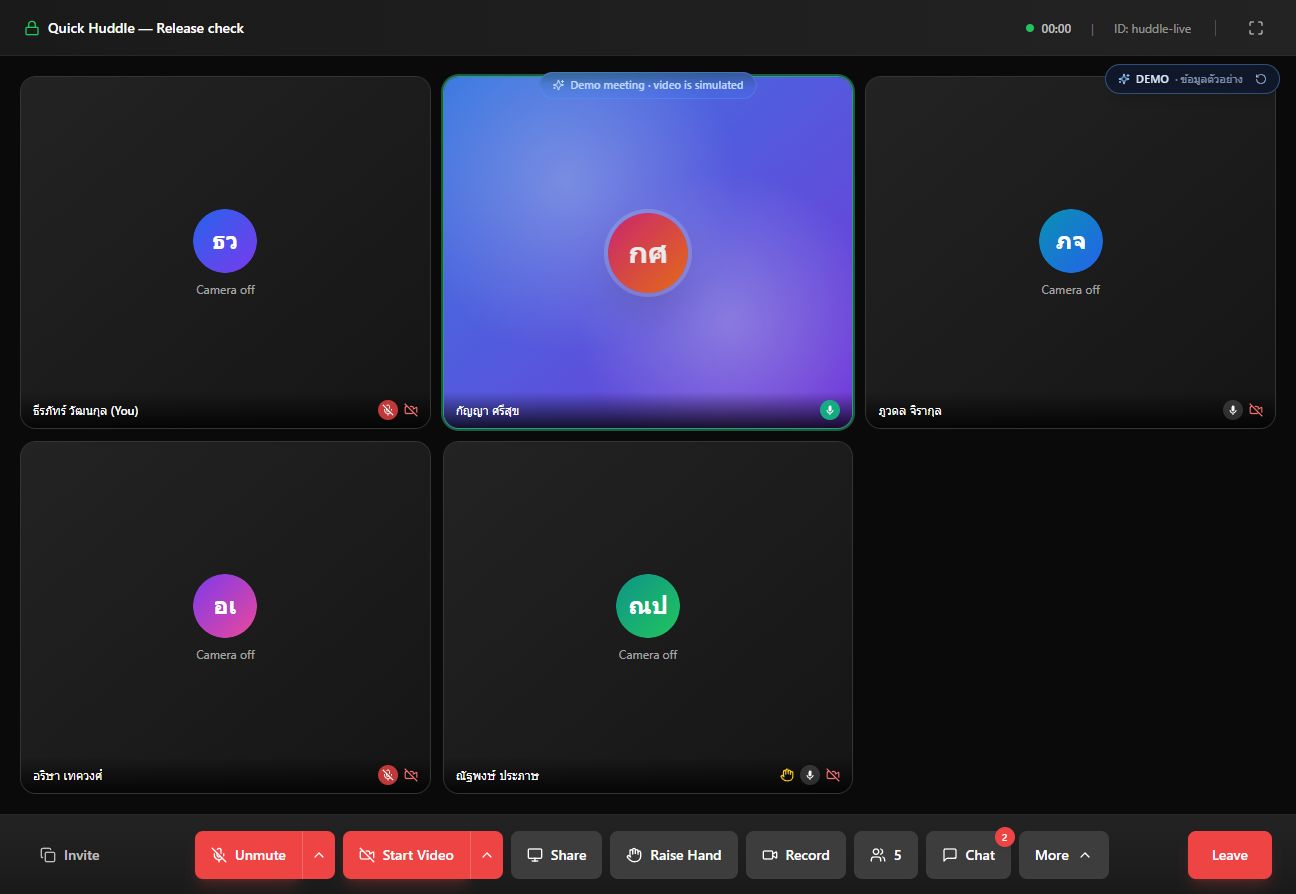 Quick Huddle — Release check
00:00
ID: huddle-live
Demo meeting · video is simulated
DEMO · ข้อมูลตัวอย่าง
ธว
Camera off
ธีรภัทร์ วัฒนกุล (You)
กศ
กัญญา ศรีสุข
ภจ
Camera off
ภูวดล จิรากุล
อเ
Camera off
อริษา เทควงศ์
ณป
Camera off
ณัฐพงษ์ ประภาษ
Invite
Unmute
Start Video
Share
Raise Hand
Record
5
Chat
2
More
Leave